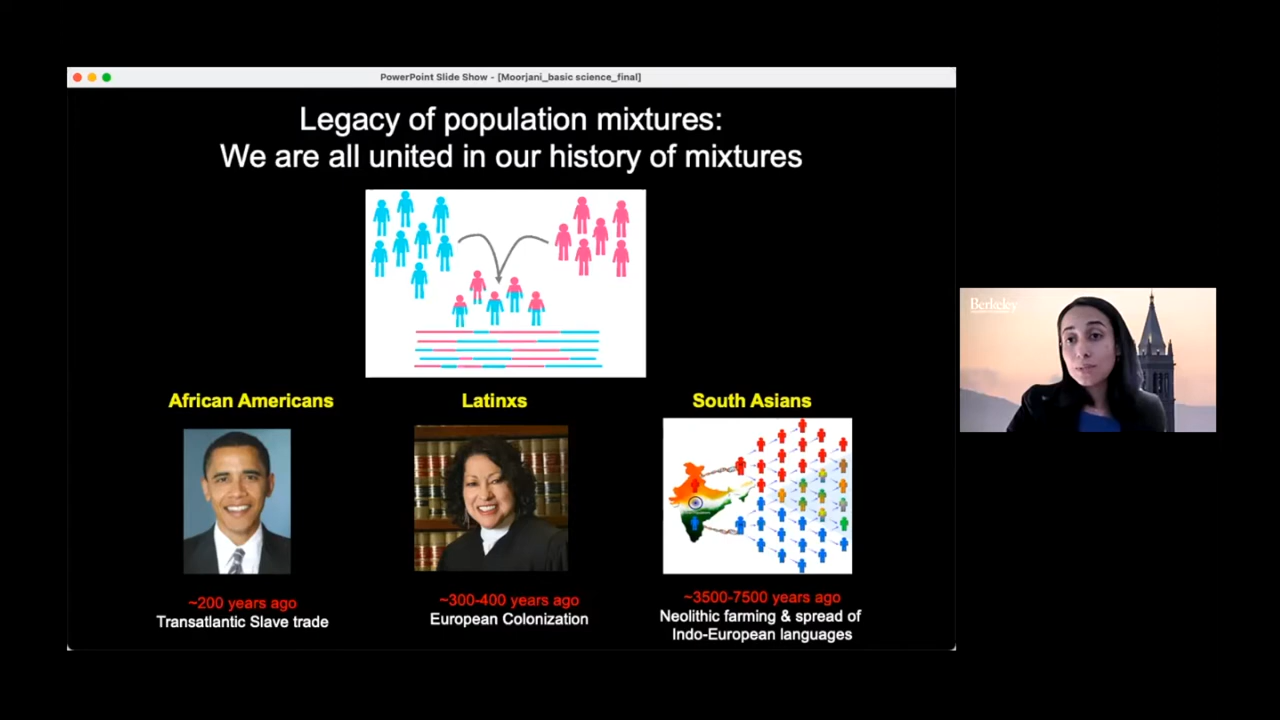 PowerPoint Slide Show - [Moorjani_basic science_final]
Legacy of population mixtures:
We are all united in our history of mixtures
African Americans
Latinxs
South Asians
~200 years ago
Transatlantic Slave trade
~300-400 years ago
European Colonization
~3500-7500 years ago
Neolithic farming & spread of
Indo-European languages
Berkeley